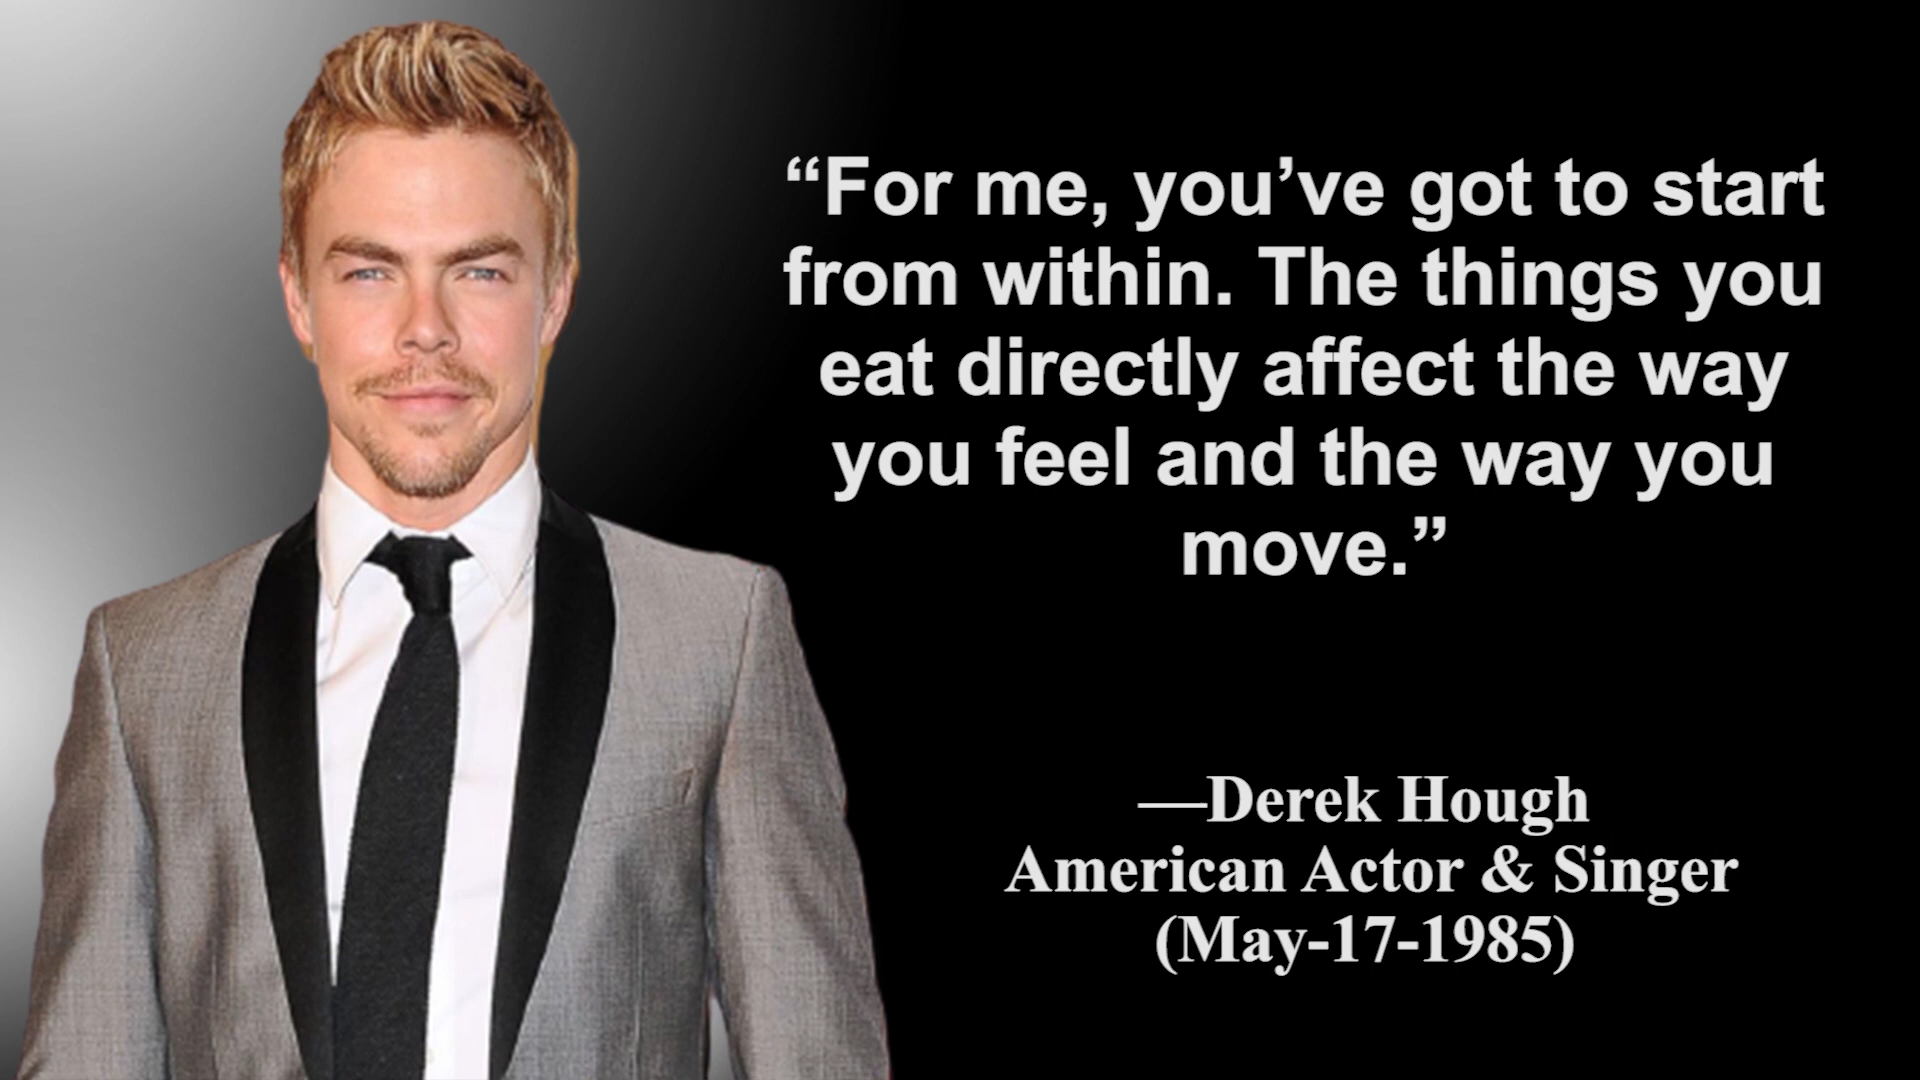 “For me, you’ve got to start
from within. The things you
eat directly affect the way
you feel and the way you
move.”
—Derek Hough
American Actor & Singer
(May-17-1985)